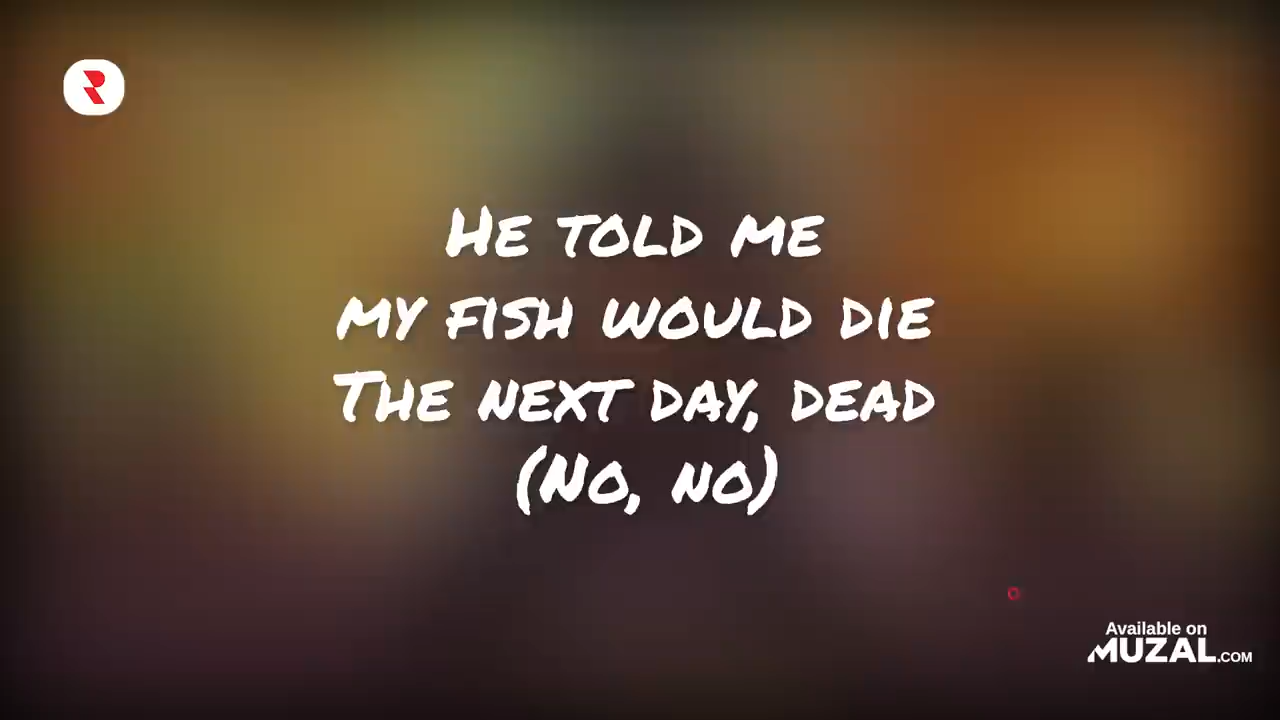 He told me
my fish would die
The next day, dead
(No, no)
Available on
MUZAL.COM